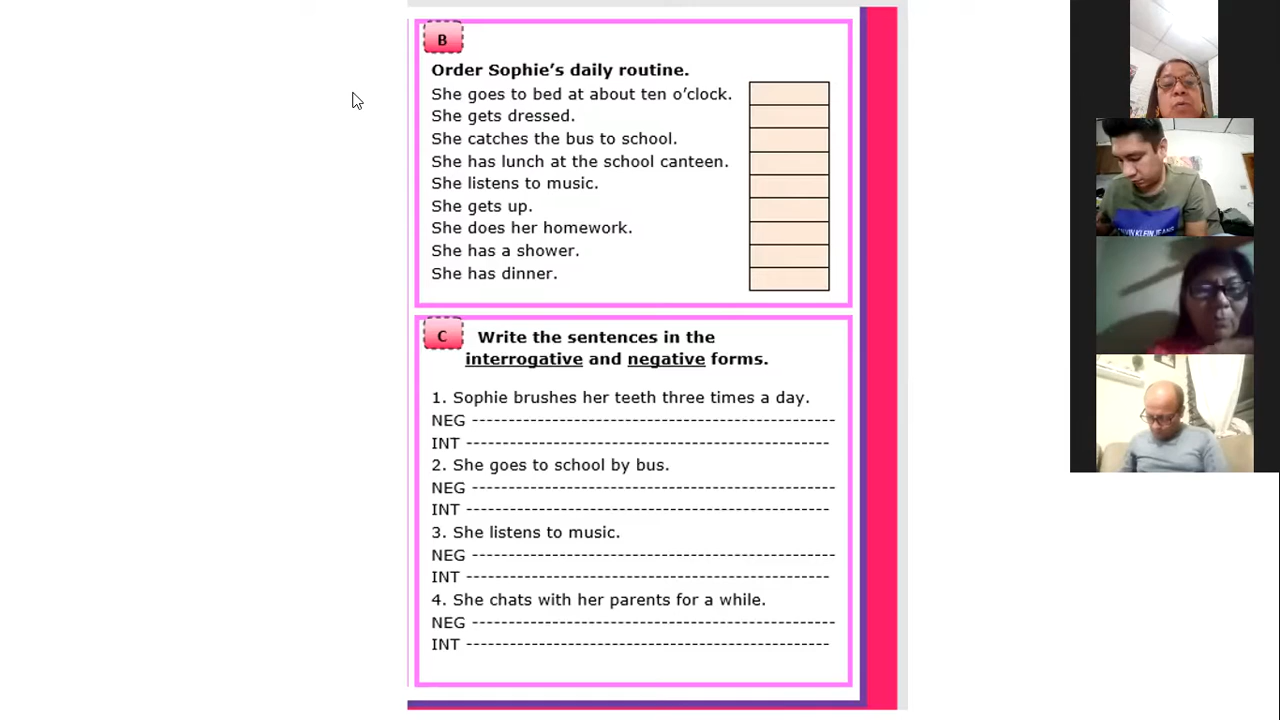 B
Order Sophie's daily routine.
She goes to bed at about ten o'clock.
She gets dressed.
She catches the bus to school.
She has lunch at the school canteen.
She listens to music.
She gets up.
She does her homework.
She has a shower.
She has dinner.
C
Write the sentences in the
interrogative and negative forms.
1. Sophie brushes her teeth three times a day.
NEG
INT
2. She goes to school by bus.
NEG
INT
3. She listens to music.
NEG
INT
4. She chats with her parents for a while.
NEG
INT
CALVIN KLEIN JEANS